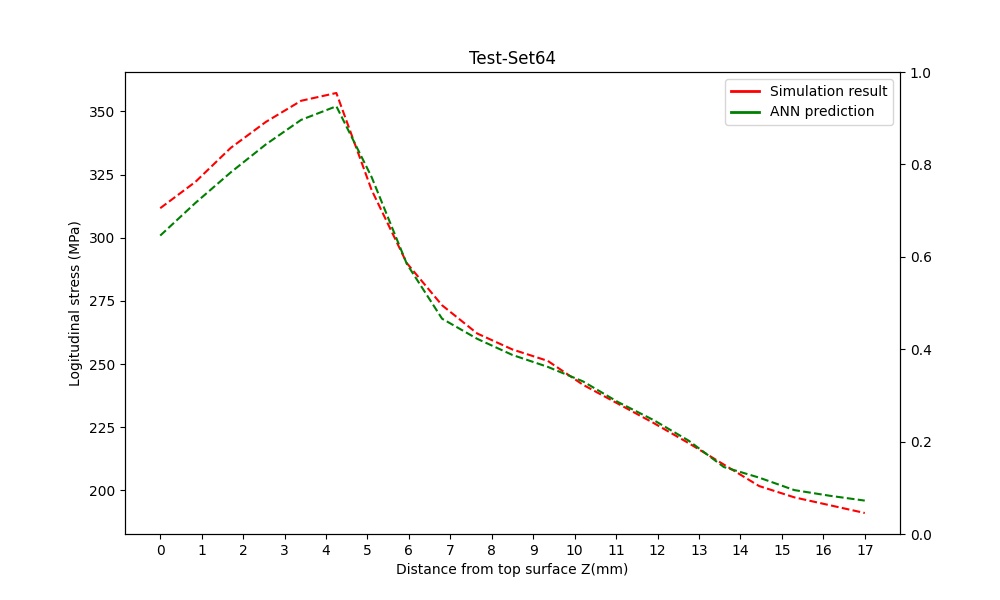 Test-Set64
Simulation result
ANN prediction
Logitudinal stress (MPa)
350
325
300
275
250
225
200
1.0
0.8
0.6
0.4
0.2
0.0
0 1 2 3 4 5 6 7 8 9 10 11 12 13 14 15 16 17
Distance from top surface Z(mm)